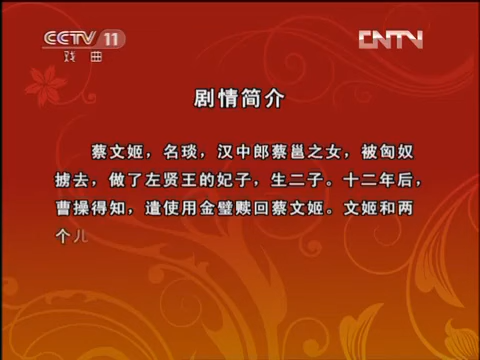 CCTV 11
戏曲
CNTV
剧情简介
蔡文姬，名琰，汉中郎蔡邕之女，被匈奴
掳去，做了左贤王的妃子，生二子。十二年后，
曹操得知，遣使用金璧赎回蔡文姬。文姬和两
个儿